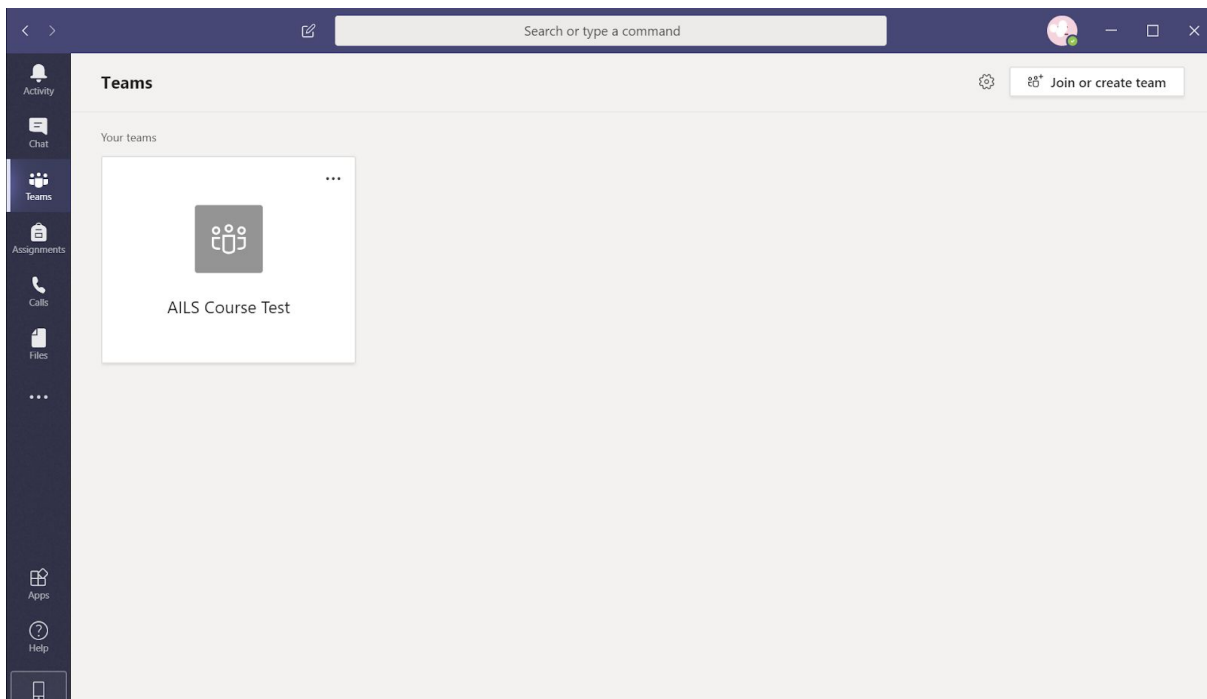 Search or type a command
Activity
Chat
Teams
Assignments
Calls
Files
Apps
Help
Teams
Join or create team
Your teams
AILS Course Test